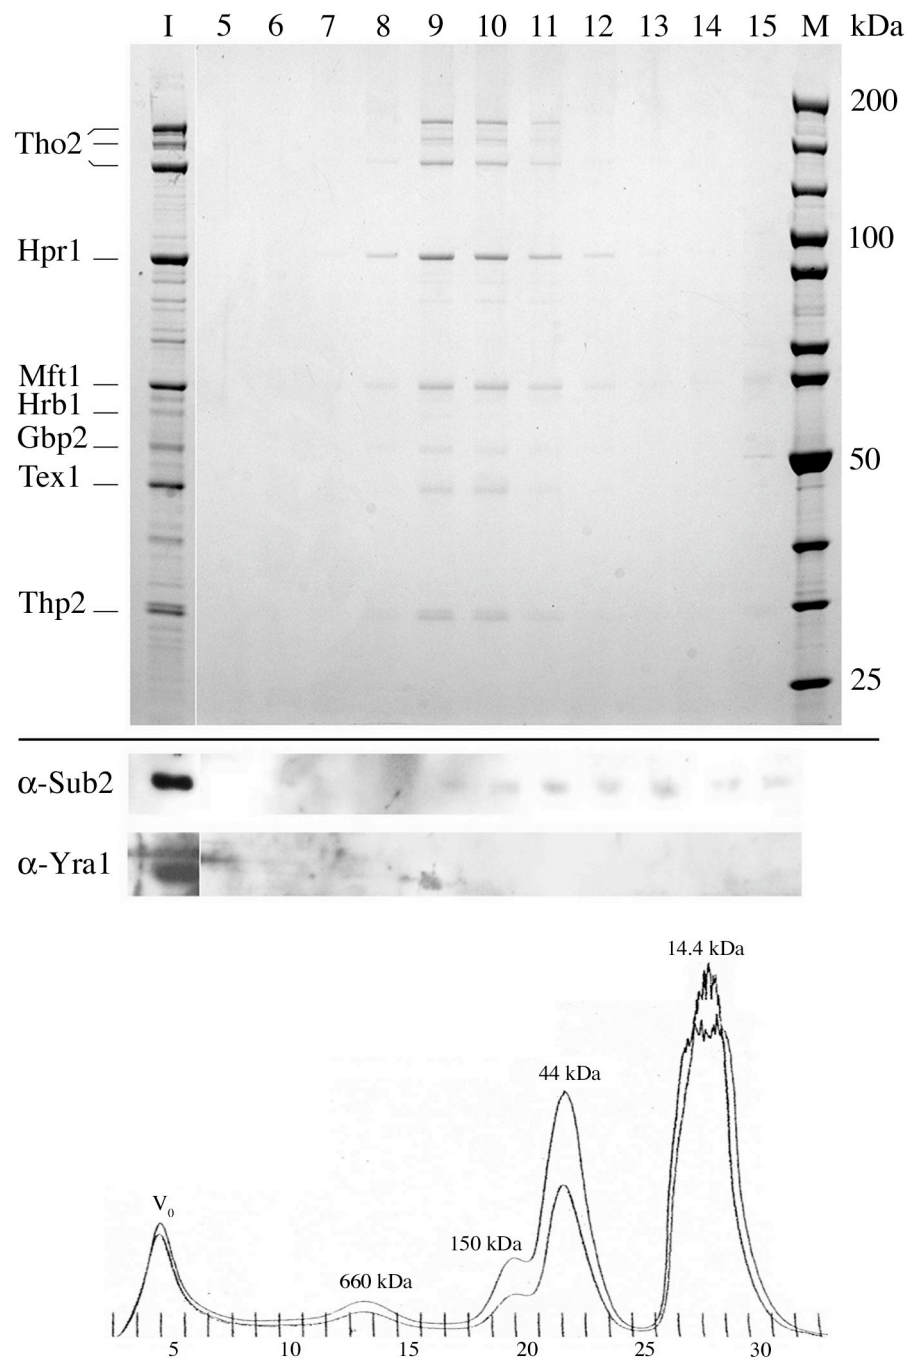 I 5 6 7 8 9 10 11 12 13 14 15 M kDa
200
Tho2
Hpr1
100
Mft1
Hrb1
Gbp2
50
Tex1
Thp2
25
α-Sub2
α-Yra1
14.4 kDa
44 kDa
V0
150 kDa
660 kDa
5 10 15 20 25 30